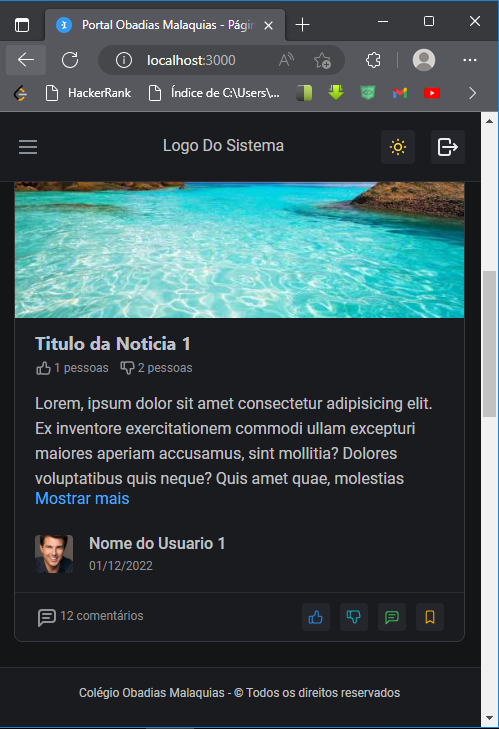 Portal Obadias Malaquias - Págin
localhost:3000
HackerRank
Índice de C:\Users\...
Logo Do Sistema
Titulo da Noticia 1
1 pessoas 2 pessoas
Lorem, ipsum dolor sit amet consectetur adipisicing elit.
Ex inventore exercitationem commodi ullam excepturi
maiores aperiam accusamus, sint mollitia? Dolores
voluptatibus quis neque? Quis amet quae, molestias
Mostrar mais
Nome do Usuario 1
01/12/2022
12 comentários
Colégio Obadias Malaquias - © Todos os direitos reservados